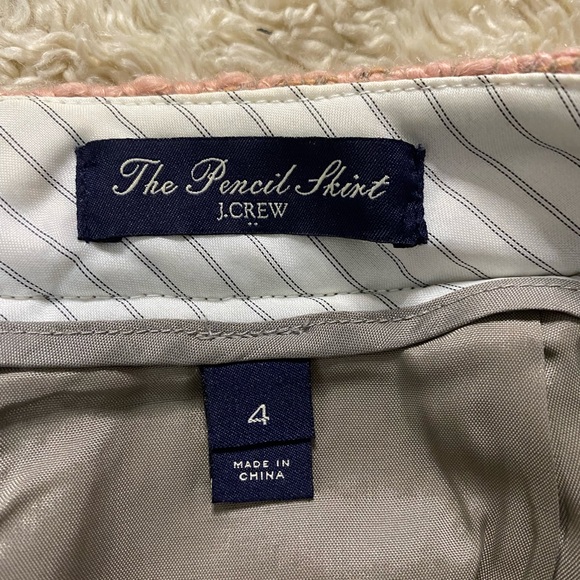 The Pencil Skirt
J.CREW
4
MADE IN
CHINA